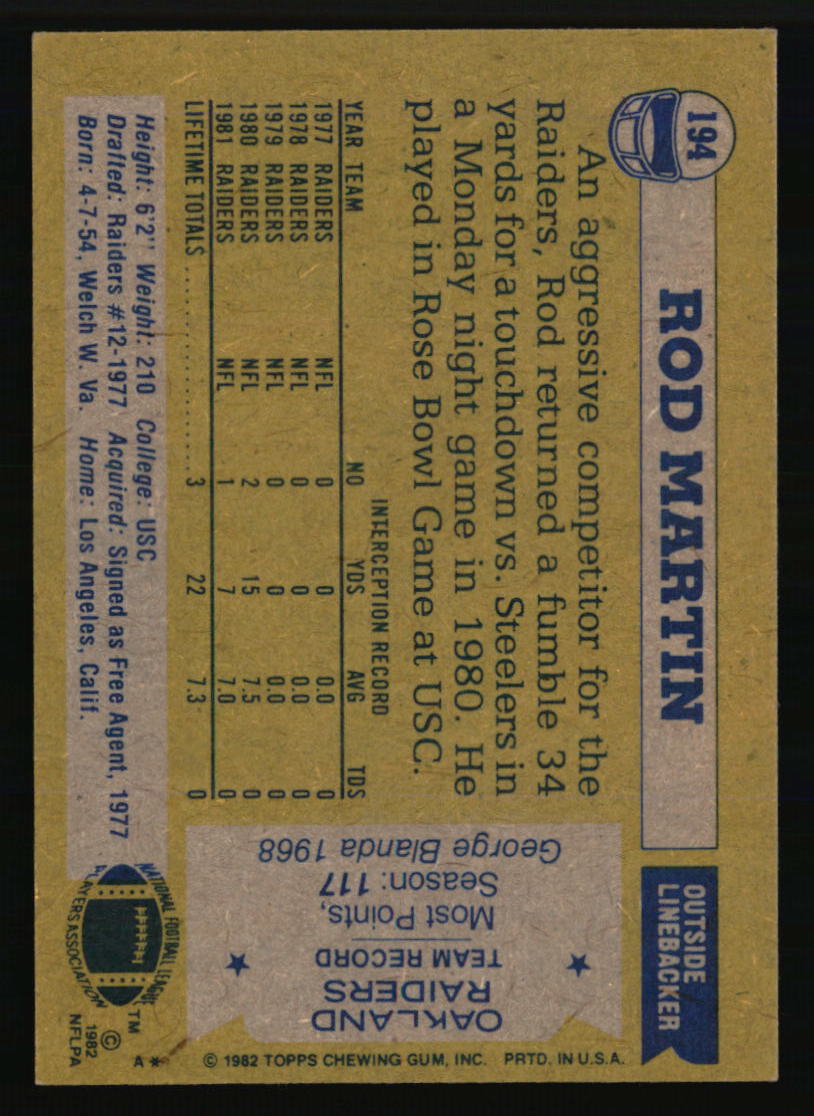 194
ROD MARTIN
OUTSIDE
LINEBACKER
An aggressive competitor for the
Raiders, Rod returned a fumble 34
yards for a touchdown vs. Steelers in
a Monday night game in 1980. He
played in Rose Bowl Game at USC.
INTERCEPTION RECORD
YEAR TEAM NO YDS AVG TDS
1977 RAIDERS NFL 0 0 0.0 0
1978 RAIDERS NFL 0 0 0.0 0
1979 RAIDERS NFL 0 0 0.0 0
1980 RAIDERS NFL 2 15 7.5 0
1981 RAIDERS NFL 1 7 7.0 0
LIFETIME TOTALS 3 22 7.3 0
Height: 6'2" Weight: 210 College: USC
Drafted: Raiders #12-1977 Acquired: Signed as Free Agent, 1977
Born: 4-7-54, Welch W. Va. Home: Los Angeles, Calif.
OAKLAND
RAIDERS
TEAM RECORD
Most Points,
Season: 117
George Blanda 1968
NATIONAL FOOTBALL LEAGUE
PLAYERS ASSOCIATION
TM
©
1982
NFLPA
A*
© 1982 TOPPS CHEWING GUM, INC. PRTD. IN U.S.A.